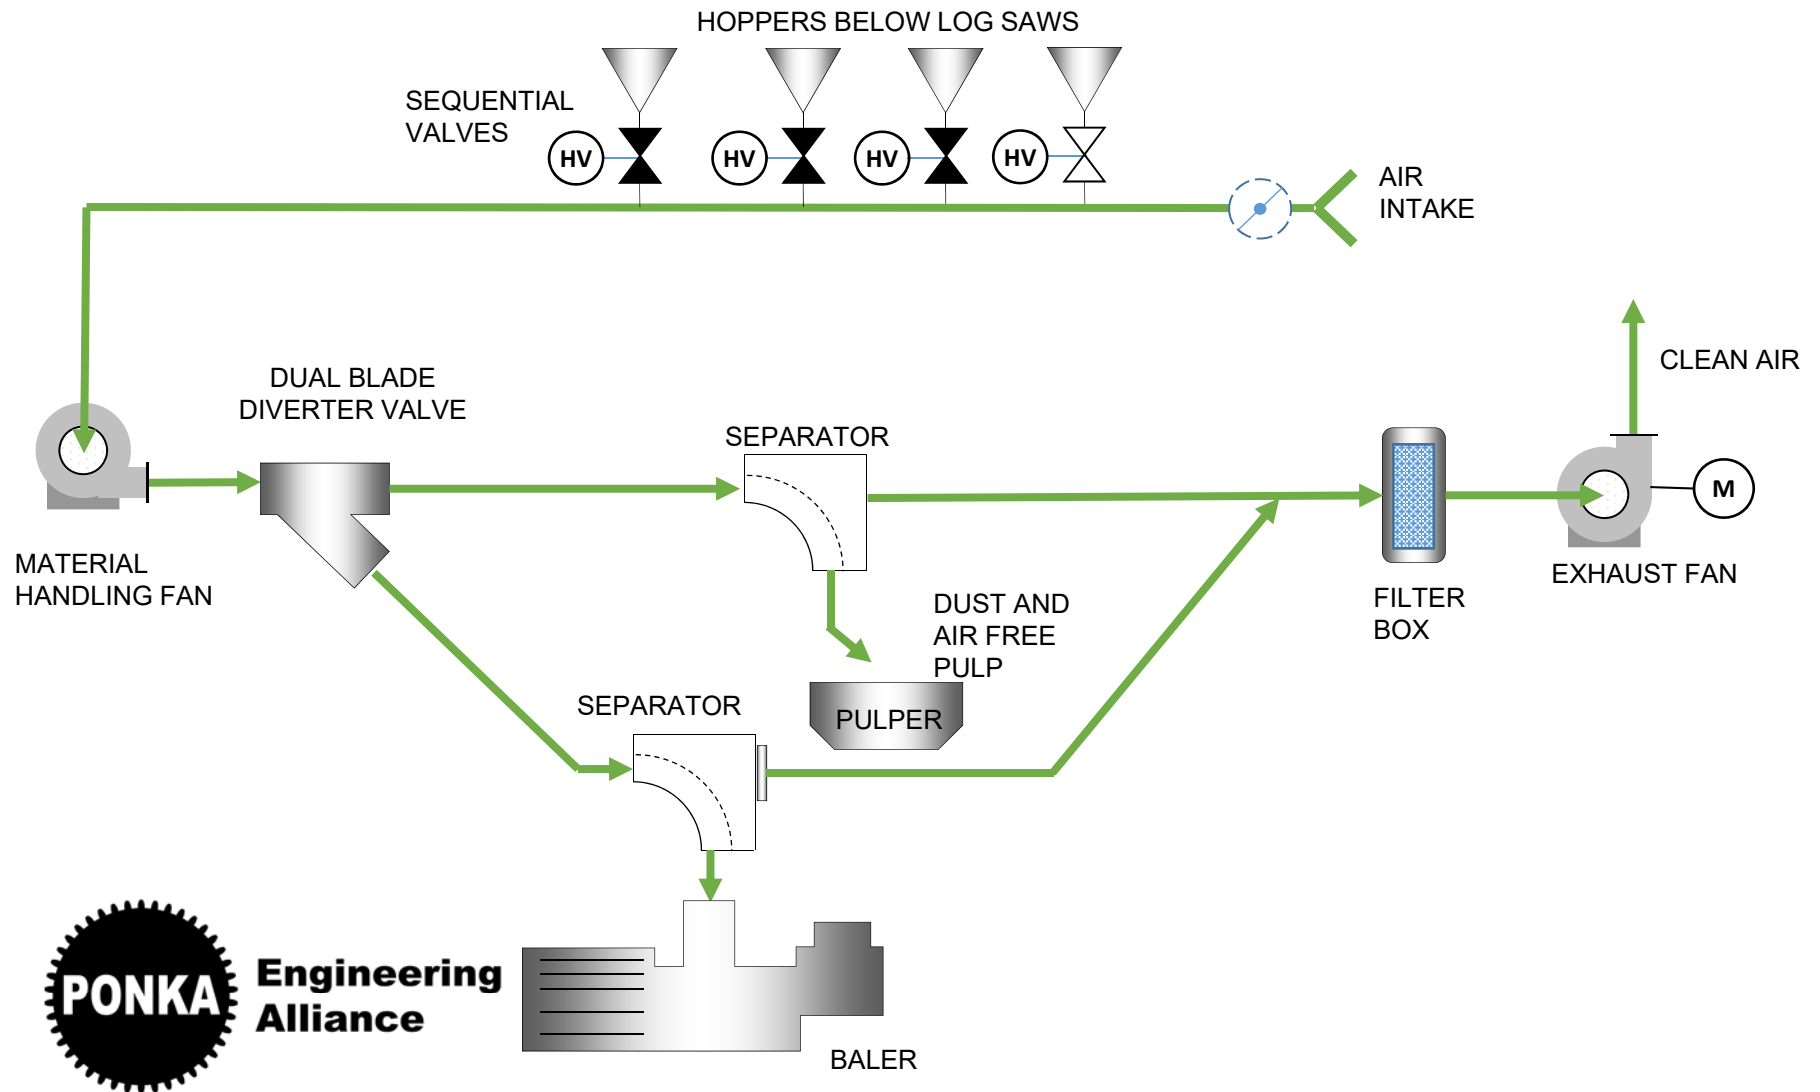 HOPPERS BELOW LOG SAWS
SEQUENTIAL
VALVES
HV
HV
HV
HV
AIR
INTAKE
CLEAN AIR
DUAL BLADE
DIVERTER VALVE
SEPARATOR
M
MATERIAL
HANDLING FAN
EXHAUST FAN
FILTER
BOX
DUST AND
AIR FREE
PULP
SEPARATOR
PULPER
PONKA
Engineering
Alliance
BALER